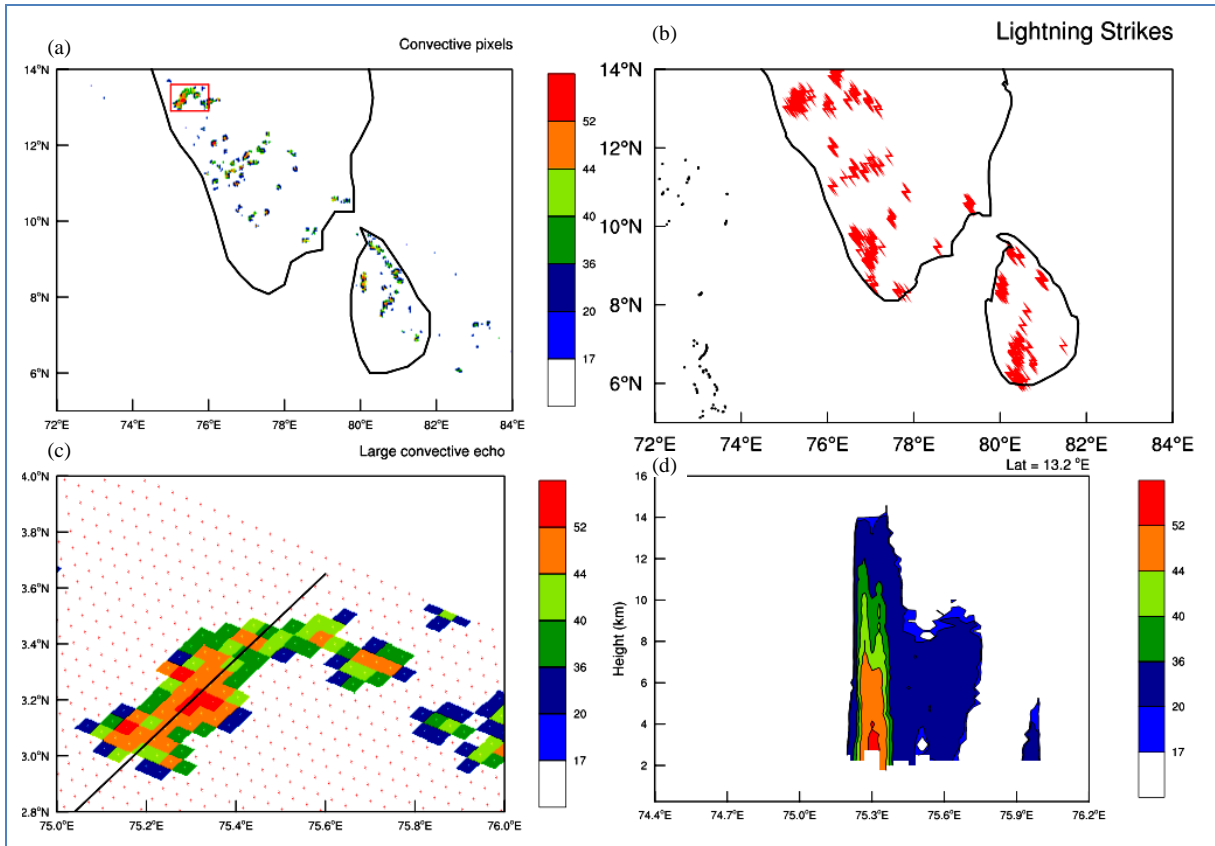 (a)
Convective pixels
14°N
12°N
10°N
8°N
6°N
72°E 74°E 76°E 78°E 80°E 82°E 84°E
52
44
40
36
20
17
(b)
Lightning Strikes
14°N
12°N
10°N
8°N
6°N
72°E 74°E 76°E 78°E 80°E 82°E 84°E
(c)
Large convective echo
4.0°N
3.8°N
3.6°N
3.4°N
3.2°N
3.0°N
2.8°N
75.0°E 75.2°E 75.4°E 75.6°E 75.8°E 76.0°E
52
44
40
36
20
17
(d)
Lat = 13.2 °E
Height (km)
16
14
12
10
8
6
4
2
74.4°E 74.7°E 75.0°E 75.3°E 75.6°E 75.9°E 76.2°E
52
44
40
36
20
17